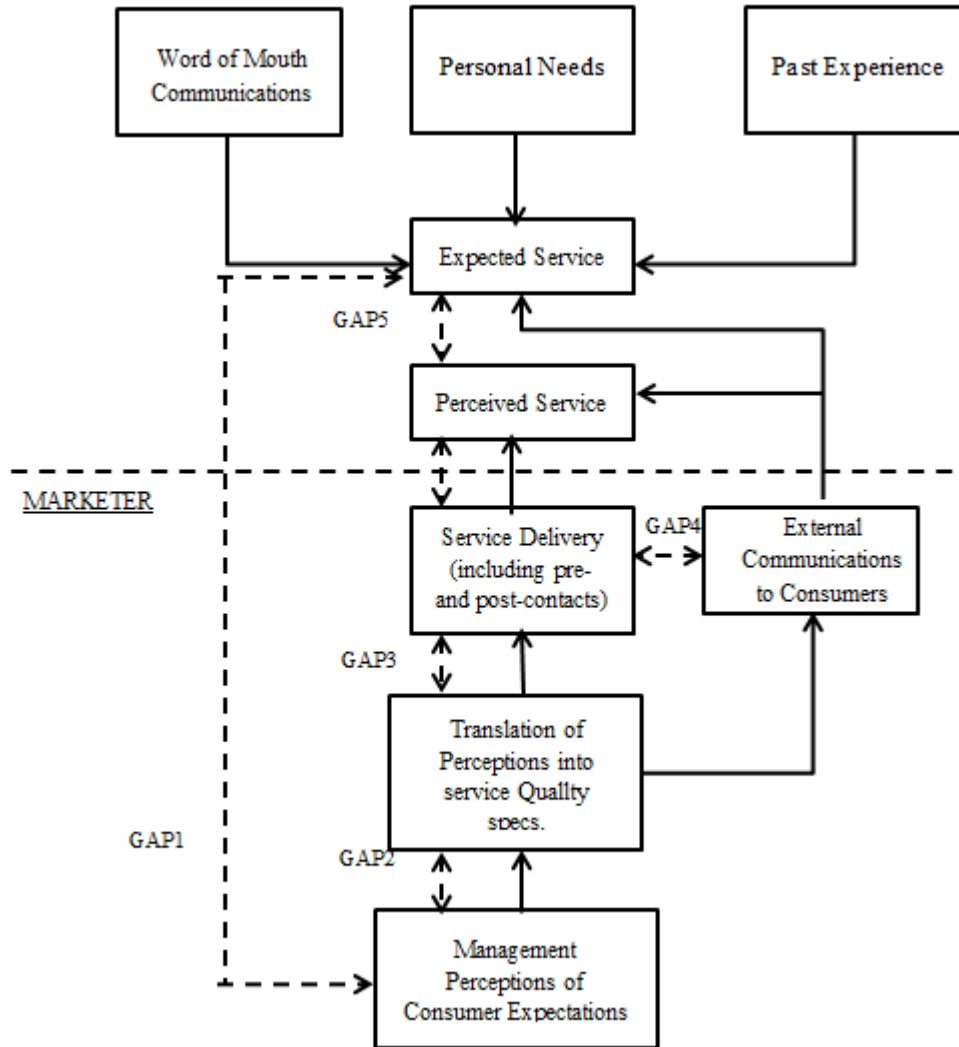 Word of Mouth
Communications
Personal Needs
Past Experience
Expected Service
GAP5
Perceived Service
MARKETER
Service Delivery
(including pre-
and post-contacts)
GAP4
External
Communications
to Consumers
GAP3
Translation of
Perceptions into
service Quallty
specs.
GAP1
GAP2
Management
Perceptions of
Consumer Expectations